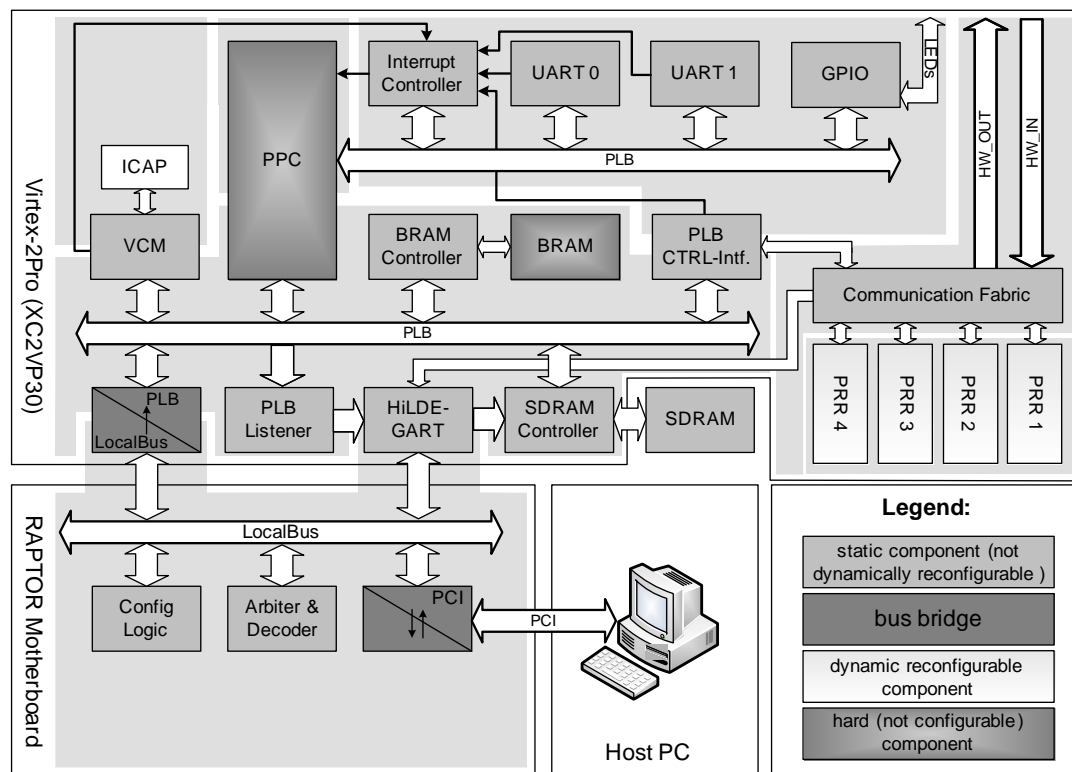 Virtex-2Pro (XC2VP30)
Interrupt
Controller
UART 0
UART 1
GPIO
LEDs
HW_OUT
HW_IN
PPC
PLB
ICAP
VCM
BRAM
Controller
BRAM
PLB
CTRL-Intf.
Communication Fabric
PLB
PRR 4
PRR 3
PRR 2
PRR 1
PLB
LocalBus
PLB
Listener
HiLDE-
GART
SDRAM
Controller
SDRAM
RAPTOR Motherboard
LocalBus
Config
Logic
Arbiter &
Decoder
PCI
PCI
Host PC
Legend:
static component (not
dynamically reconfigurable )
bus bridge
dynamic reconfigurable
component
hard (not configurable)
component